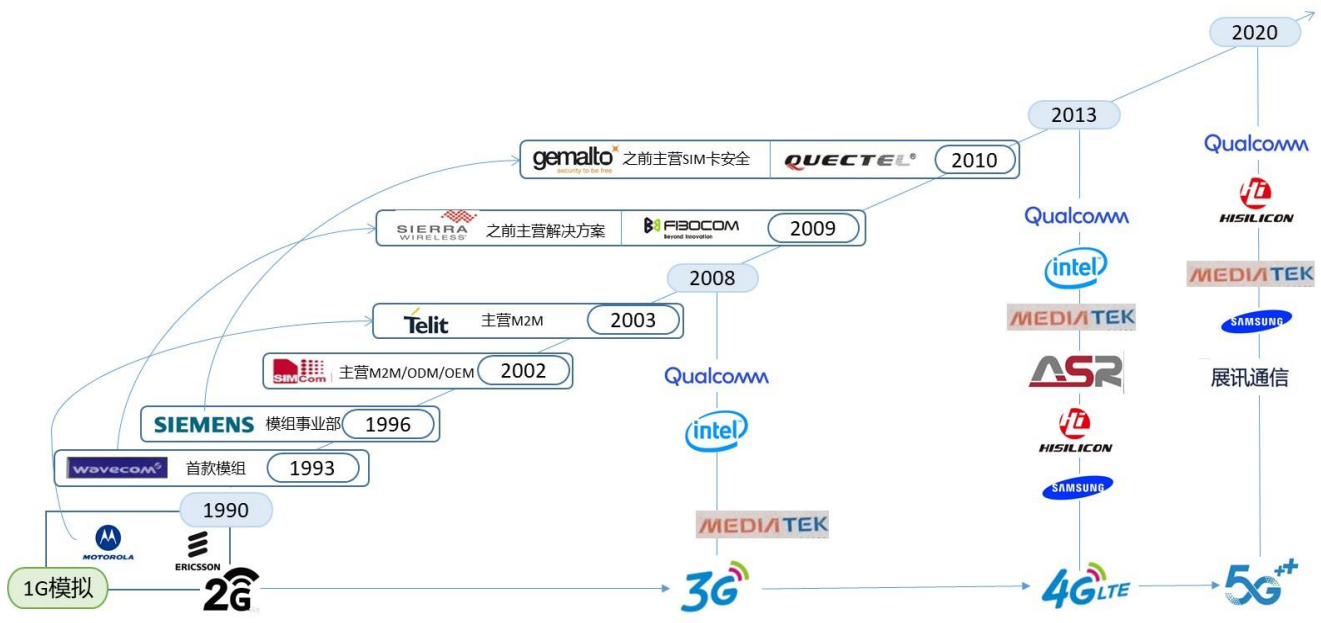 2020
2013
Qualcomm
gemalto
security to be free
之前主营SIM卡安全
QUECTEL®
2010
HISILICON
Qualcomm
SIERRA
WIRELESS
之前主营解决方案
FIBOCOM
Beyond Innovation
2009
intel
MEDIATEK
2008
Telit
主营M2M
2003
MEDIATEK
SAMSUNG
SIMCom
主营M2M/ODM/OEM
2002
Qualcomm
ASR
展讯通信
SIEMENS
模组事业部
1996
intel
HISILICON
wavecom
首款模组
1993
SAMSUNG
1990
MOTOROLA
ERICSSON
MEDIATEK
1G模拟
2G
3G
4G LTE
5G++